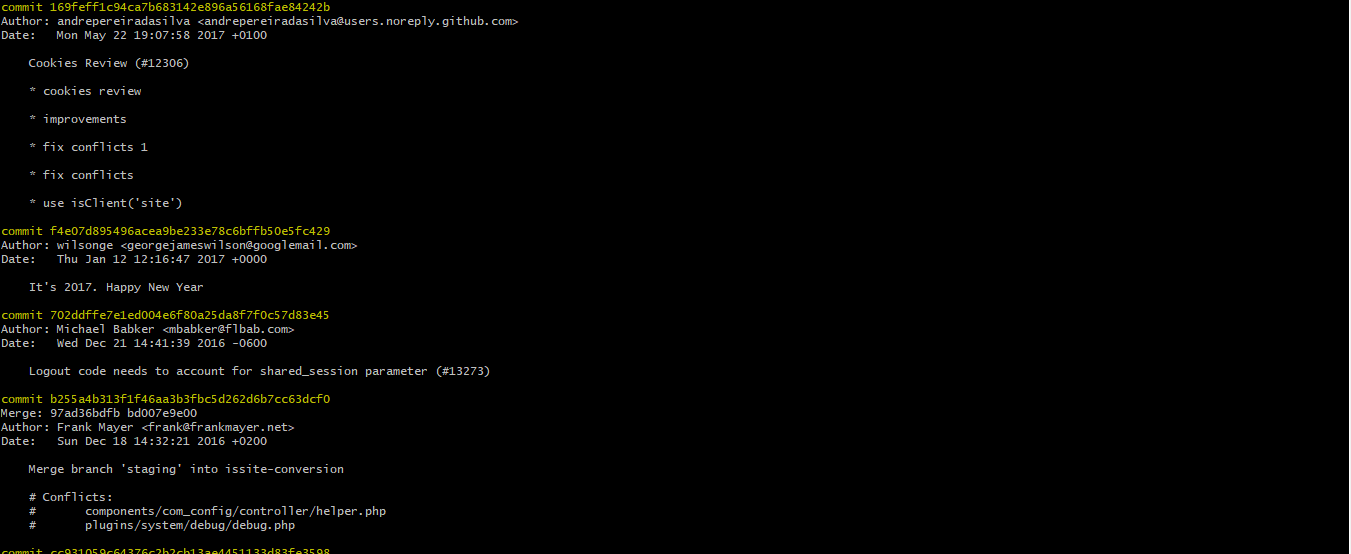 commit 169feff1c94ca7b683142e896a56168fae84242b
Author: andrepereiradasilva <andrepereiradasilva@users.noreply.github.com>
Date:   Mon May 22 19:07:58 2017 +0100
Cookies Review (#12306)
* cookies review
* improvements
* fix conflicts 1
* fix conflicts
* use isClient('site')
commit f4e07d895496acea9be233e78c6bffb50e5fc429
Author: wilsonge <georgejameswilson@googlemail.com>
Date:   Thu Jan 12 12:16:47 2017 +0000
It's 2017. Happy New Year
commit 702ddffe7e1ed004e6f80a25da8f7f0c57d83e45
Author: Michael Babker <mbabker@flbab.com>
Date:   Wed Dec 21 14:41:39 2016 -0600
Logout code needs to account for shared_session parameter (#13273)
commit b255a4b313f1f46aa3b3fbc5d262d6b7cc63dcf0
Merge: 97ad36bdfb bd007e9e00
Author: Frank Mayer <frank@frankmayer.net>
Date:   Sun Dec 18 14:32:21 2016 +0200
Merge branch 'staging' into issite-conversion
# Conflicts:
#       components/com_config/controller/helper.php
#       plugins/system/debug/debug.php
commit cc931059c64376c2b2cb13ae4451133d83fe3598